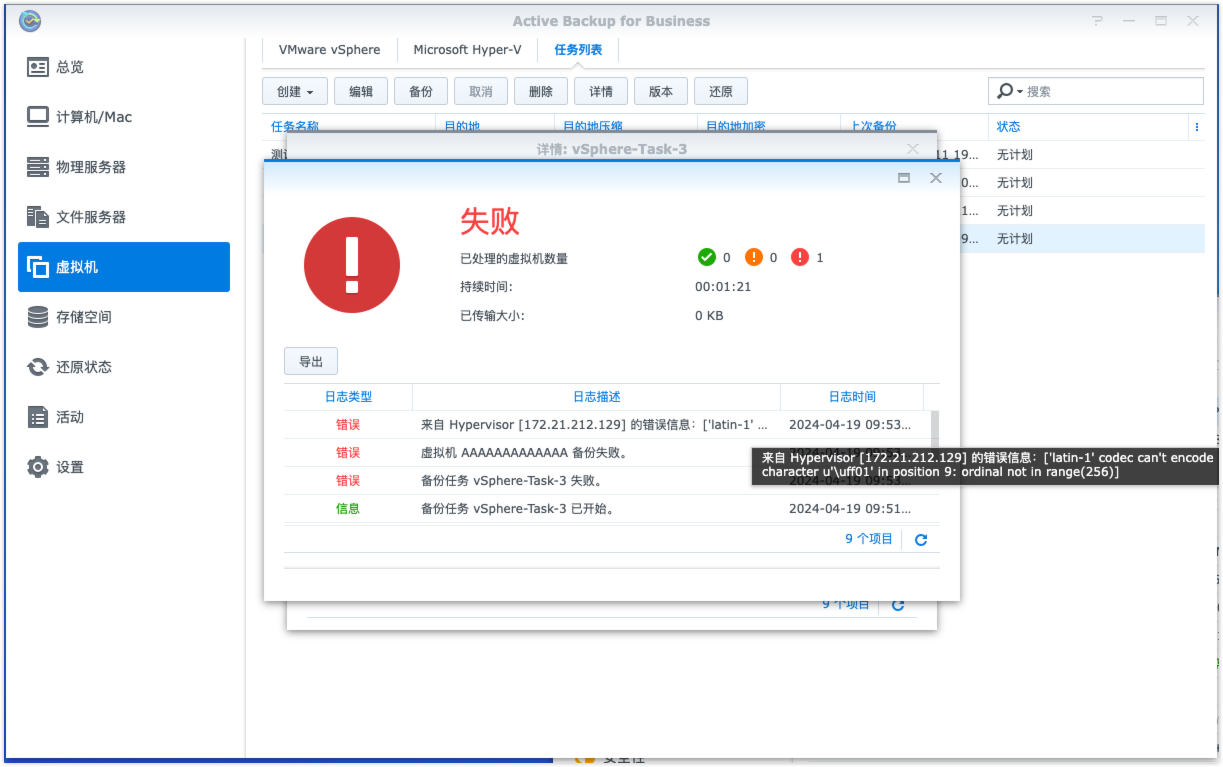 Active Backup for Business
总览
计算机/Mac
物理服务器
文件服务器
虚拟机
存储空间
还原状态
活动
设置
VMware vSphere Microsoft Hyper-V 任务列表
创建 编辑 备份 取消 删除 详情 版本 还原 搜索
任务名称 目的地 目的地压缩 目的地加密 上次备份 状态
详情: vSphere-Task-3
11 19... 无计划
0... 无计划
1... 无计划
9... 无计划
失败
已处理的虚拟机数量 0 0 1
持续时间: 00:01:21
已传输大小: 0 KB
导出
日志类型 日志描述 日志时间
错误 来自 Hypervisor [172.21.212.129] 的错误信息：['latin-1' ... 2024-04-19 09:53...
错误 虚拟机 AAAAAAAAAAAAA 备份失败。
错误 备份任务 vSphere-Task-3 失败。 2024-04-19 09:53...
信息 备份任务 vSphere-Task-3 已开始。 2024-04-19 09:51...
来自 Hypervisor [172.21.212.129] 的错误信息：['latin-1' codec can't encode
character u'\uff01' in position 9: ordinal not in range(256)]
9 个项目
9 个项目
安全性